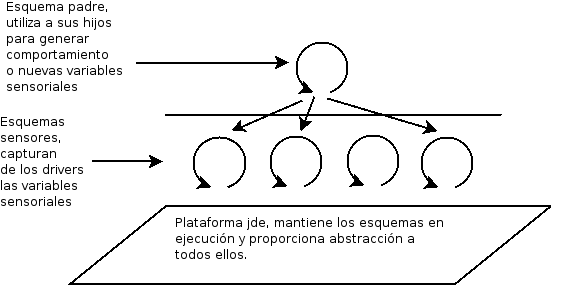 Esquema padre,
utiliza a sus hijos
para generar
comportamiento
o nuevas variables
sensoriales
Esquemas
sensores,
capturan
de los drivers
las variables
sensoriales
Plataforma jde, mantiene los esquemas en
ejecución y proporciona abstracción a
todos ellos.